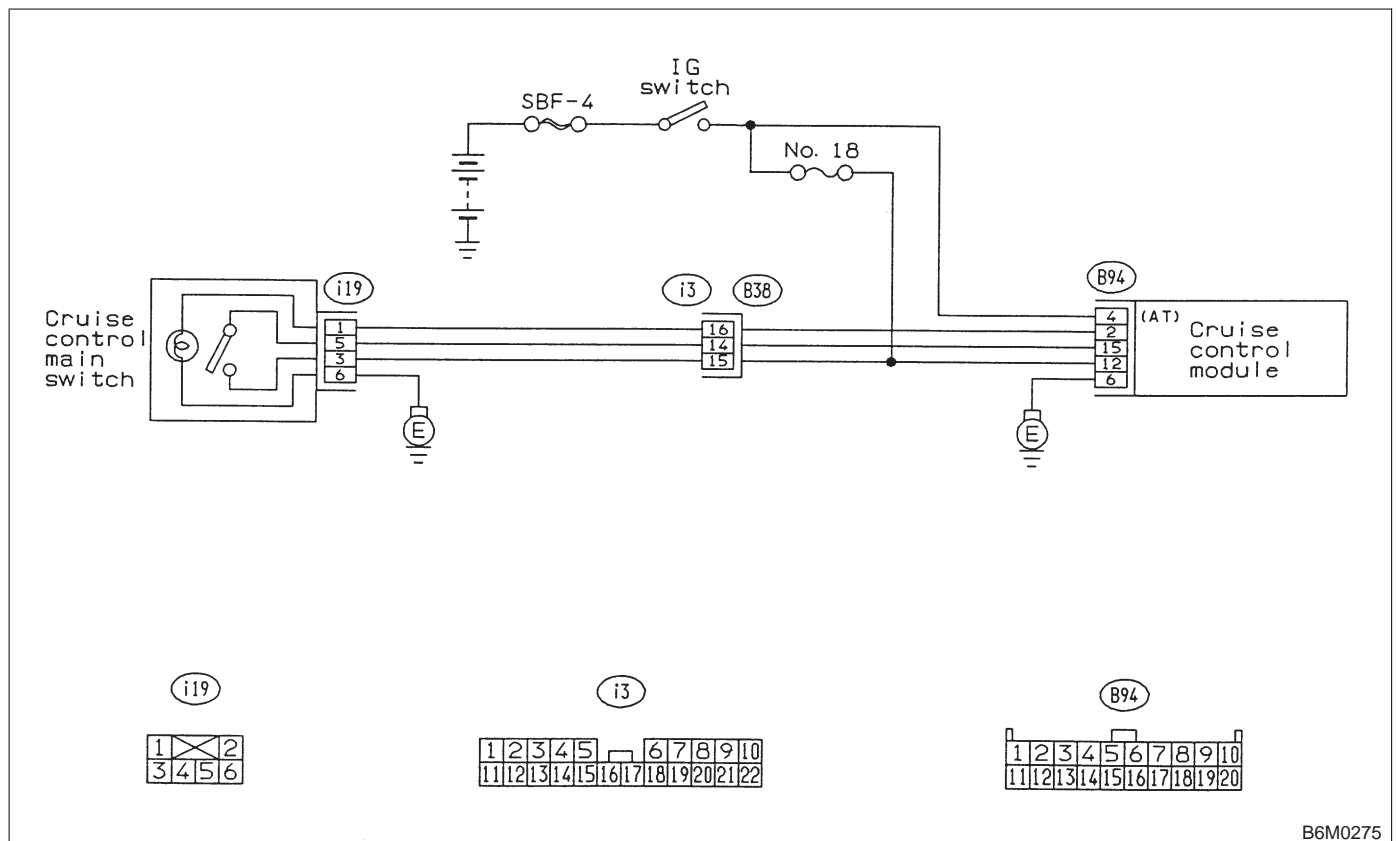 IG
switch
SBF-4
No. 18
i19
i3
B38
B94
Cruise
control
main
switch
1
5
3
6
16
14
15
4
2
15
12
6
(AT)
Cruise
control
module
E
E
i19
i3
B94
1 2
3 4 5 6
1 2 3 4 5 6 7 8 9 10
11 12 13 14 15 16 17 18 19 20 21 22
1 2 3 4 5 6 7 8 9 10
11 12 13 14 15 16 17 18 19 20
B6M0275